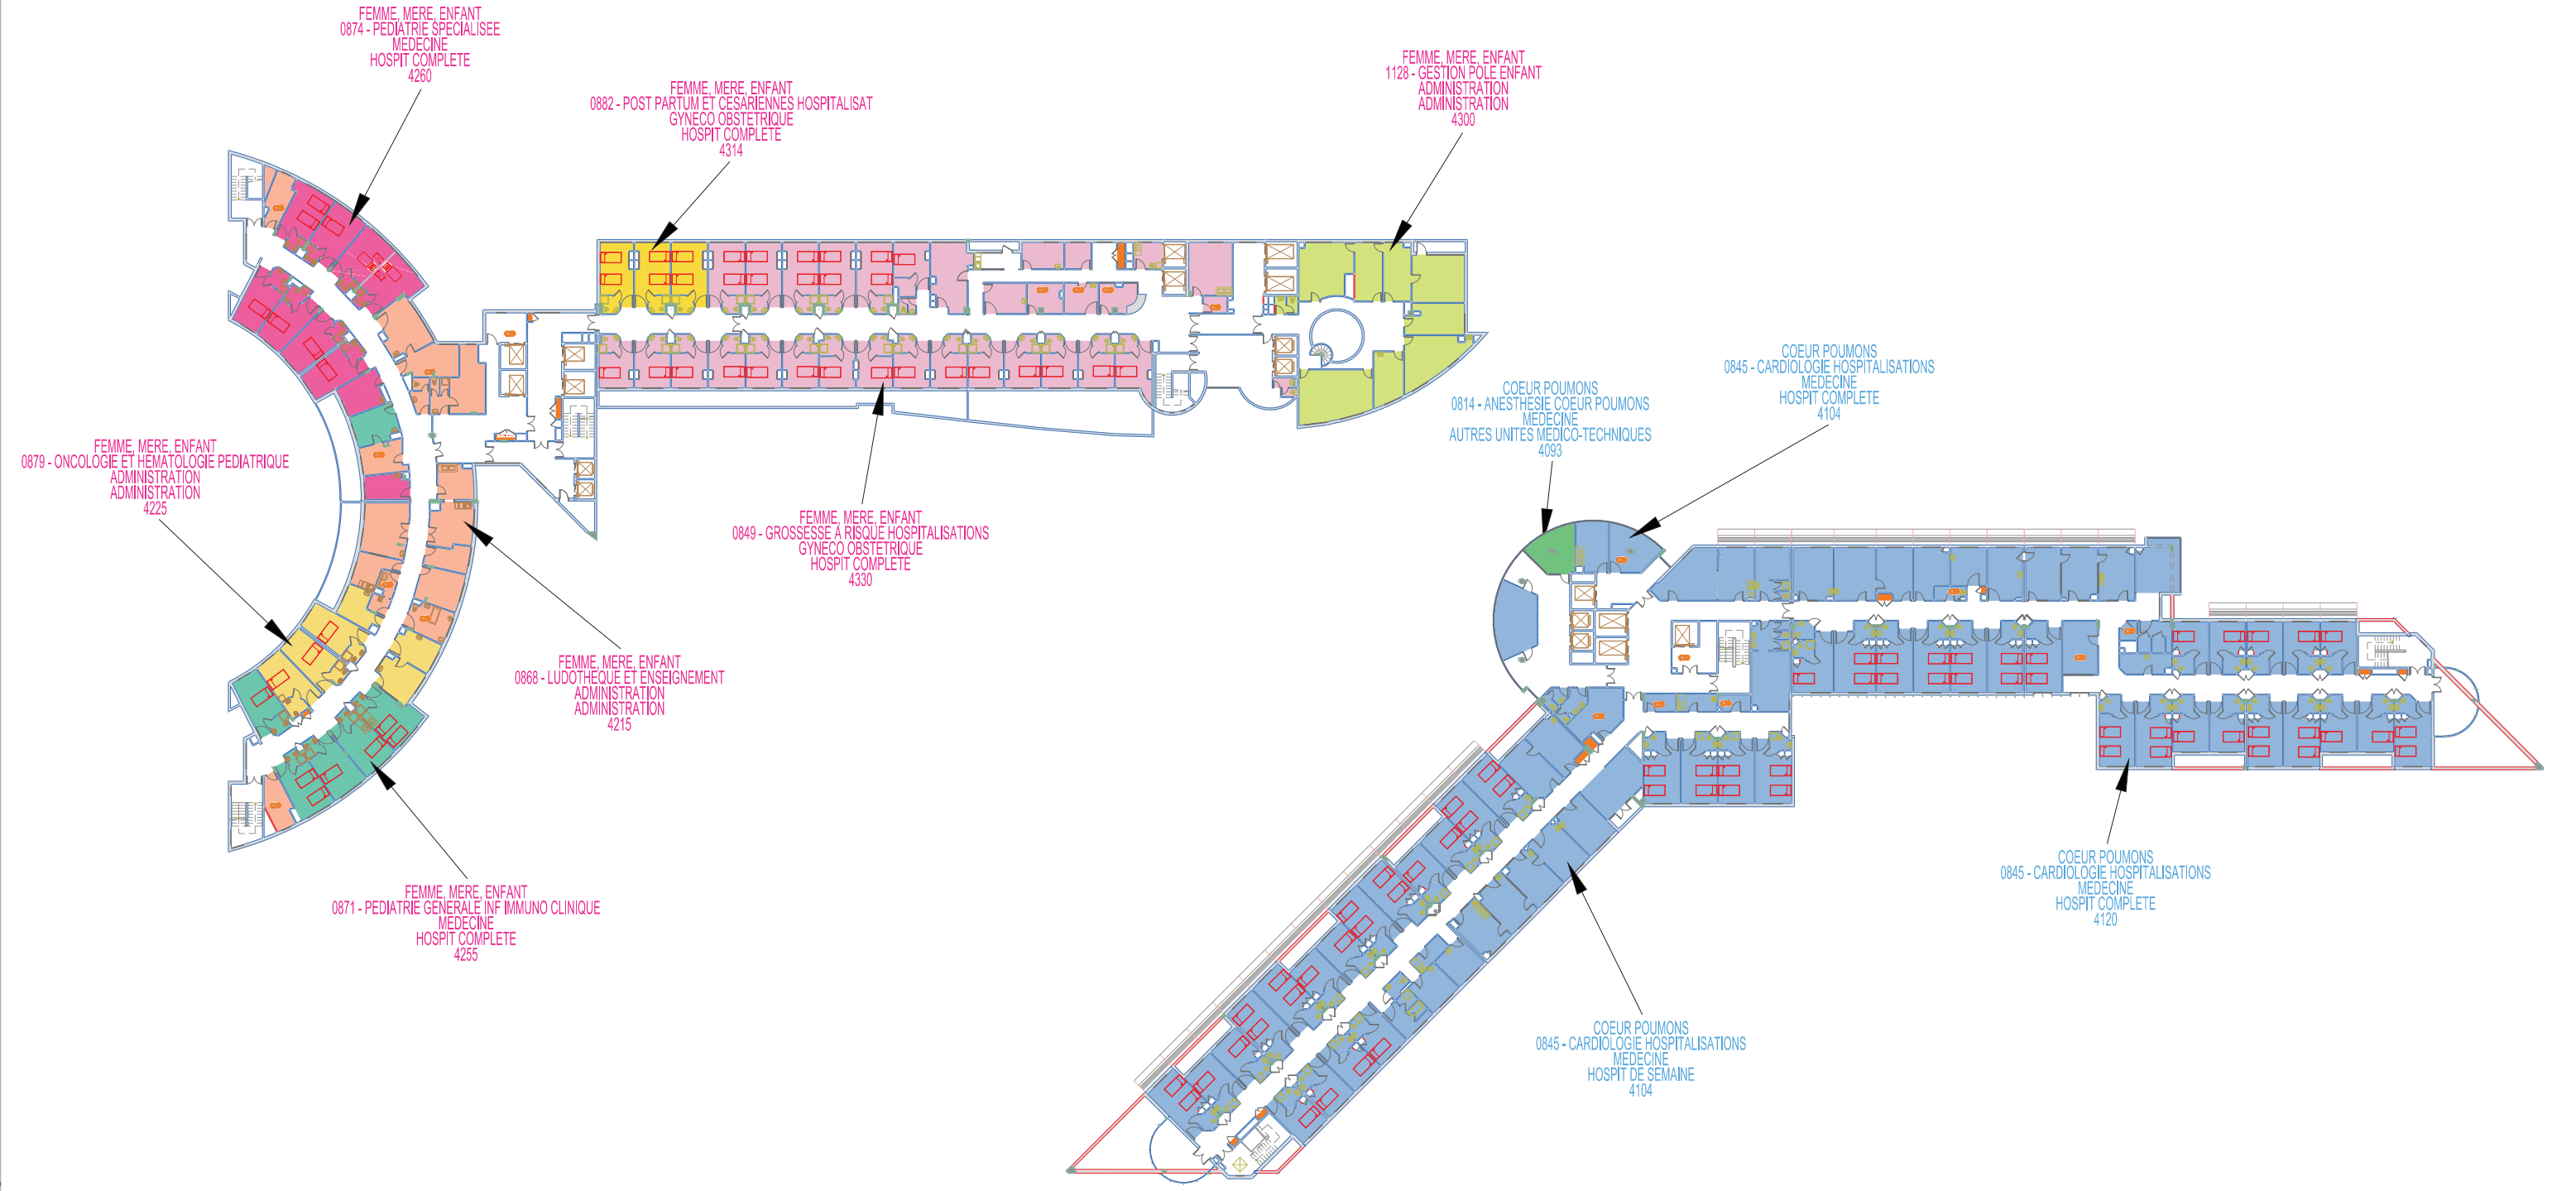 FEMME, MERE, ENFANT
0874 - PEDIATRIE SPECIALISEE
MEDECINE
HOSPIT COMPLETE
4260
FEMME, MERE, ENFANT
0882 - POST PARTUM ET CESARIENNES HOSPITALISAT
GYNECO OBSTETRIQUE
HOSPIT COMPLETE
4314
FEMME, MERE, ENFANT
1128 - GESTION POLE ENFANT
ADMINISTRATION
ADMINISTRATION
4300
COEUR POUMONS
0845 - CARDIOLOGIE HOSPITALISATIONS
MEDECINE
HOSPIT COMPLETE
4104
COEUR POUMONS
0814 - ANESTHESIE COEUR POUMONS
MEDECINE
AUTRES UNITES MEDICO-TECHNIQUES
4093
FEMME, MERE, ENFANT
0879 - ONCOLOGIE ET HEMATOLOGIE PEDIATRIQUE
ADMINISTRATION
ADMINISTRATION
4225
FEMME, MERE, ENFANT
0849 - GROSSESSE A RISQUE HOSPITALISATIONS
GYNECO OBSTETRIQUE
HOSPIT COMPLETE
4330
FEMME, MERE, ENFANT
0868 - LUDOTHEQUE ET ENSEIGNEMENT
ADMINISTRATION
ADMINISTRATION
4215
FEMME, MERE, ENFANT
0871 - PEDIATRIE GENERALE INF IMMUNO CLINIQUE
MEDECINE
HOSPIT COMPLETE
4255
COEUR POUMONS
0845 - CARDIOLOGIE HOSPITALISATIONS
MEDECINE
HOSPIT COMPLETE
4120
COEUR POUMONS
0845 - CARDIOLOGIE HOSPITALISATIONS
MEDECINE
HOSPIT DE SEMAINE
4104